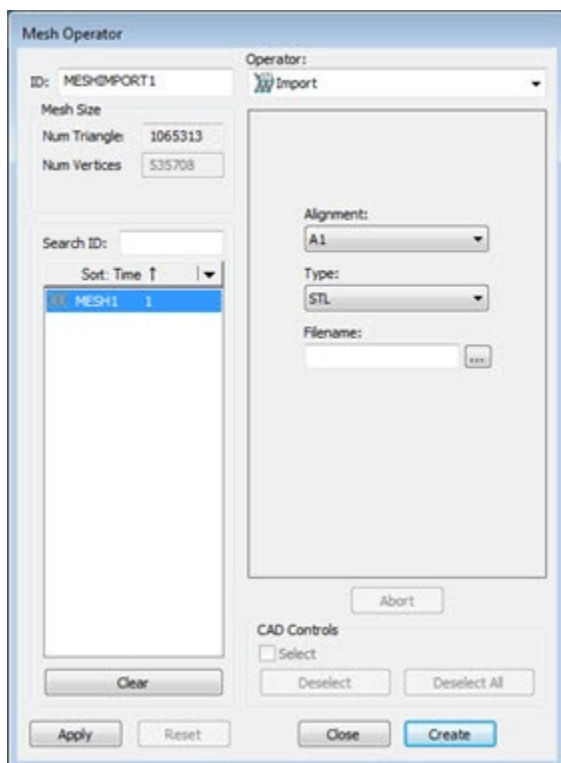 Mesh Operator
ID: MESHIMPORT1
Operator:
Import
Mesh Size
Num Triangle: 1065313
Num Vertices 535708
Search ID:
Sort: Time ↑
MESH1 1
Alignment:
A1
Type:
STL
Filename:
...
Abort
CAD Controls
Select
Deselect Deselect All
Clear
Apply Reset Close Create